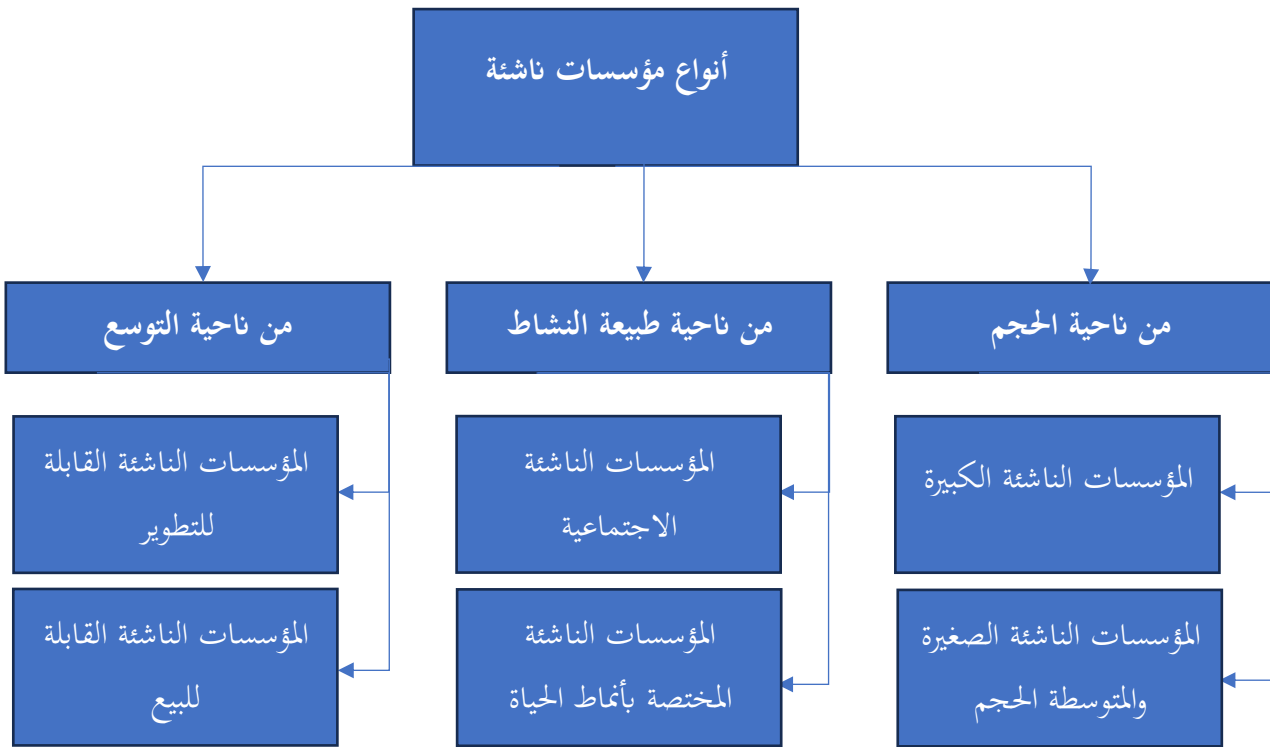 أنواع مؤسسات ناشئة
من ناحية الحجم
من ناحية طبيعة النشاط
من ناحية التوسع
المؤسسات الناشئة الكبيرة
المؤسسات الناشئة
الاجتماعية
المؤسسات الناشئة القابلة
للتطوير
المؤسسات الناشئة الصغيرة
والمتوسطة الحجم
المؤسسات الناشئة
المختصة بأنماط الحياة
المؤسسات الناشئة القابلة
للبيع